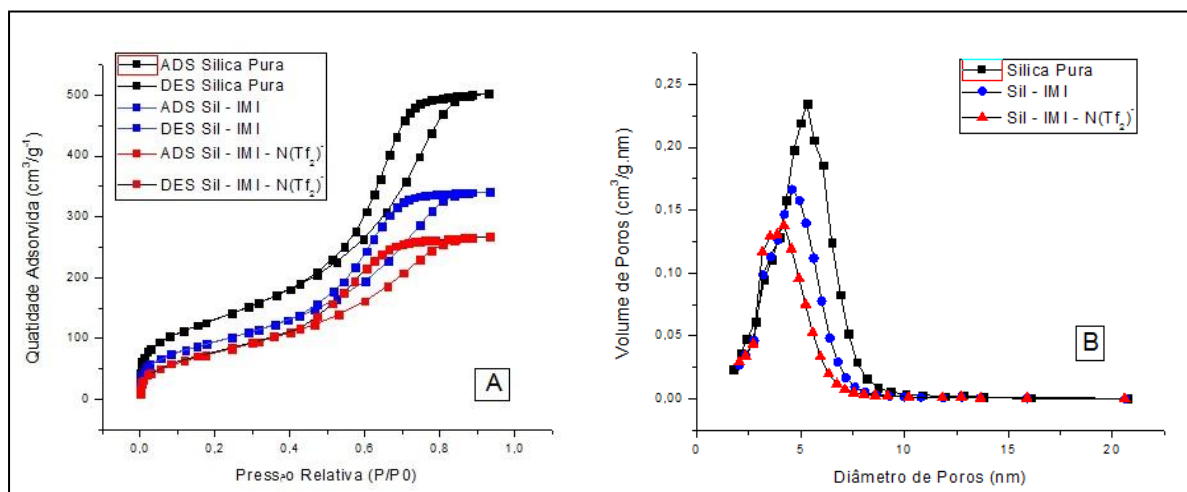 ADS Silica Pura
DES Silica Pura
ADS Sil - IMI
DES Sil - IMI
ADS Sil - IMI - N(Tf₂)⁻
DES Sil - IMI - N(Tf₂)⁻
500
400
300
200
100
0
Quatidade Adsorvida (cm³/g⁻¹)
0,0 0,2 0,4 0,6 0,8 1,0
Pressão Relativa (P/P0)
A
Silica Pura
Sil - IMI
Sil - IMI - N(Tf₂)⁻
0,25
0,20
0,15
0,10
0,05
0,00
Volume de Poros (cm³/g.nm)
0 5 10 15 20
Diâmetro de Poros (nm)
B